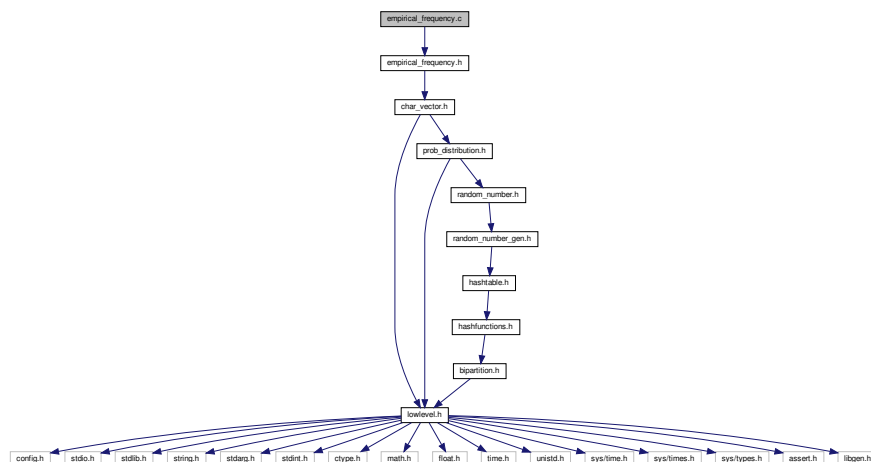 empirical_frequency.c
empirical_frequency.h
char_vector.h
prob_distribution.h
random_number.h
random_number_gen.h
hashtable.h
hashfunctions.h
bipartition.h
lowlevel.h
config.h stdio.h stdlib.h string.h stdarg.h stdint.h ctype.h math.h float.h time.h unistd.h sys/time.h sys/times.h sys/types.h assert.h libgen.h